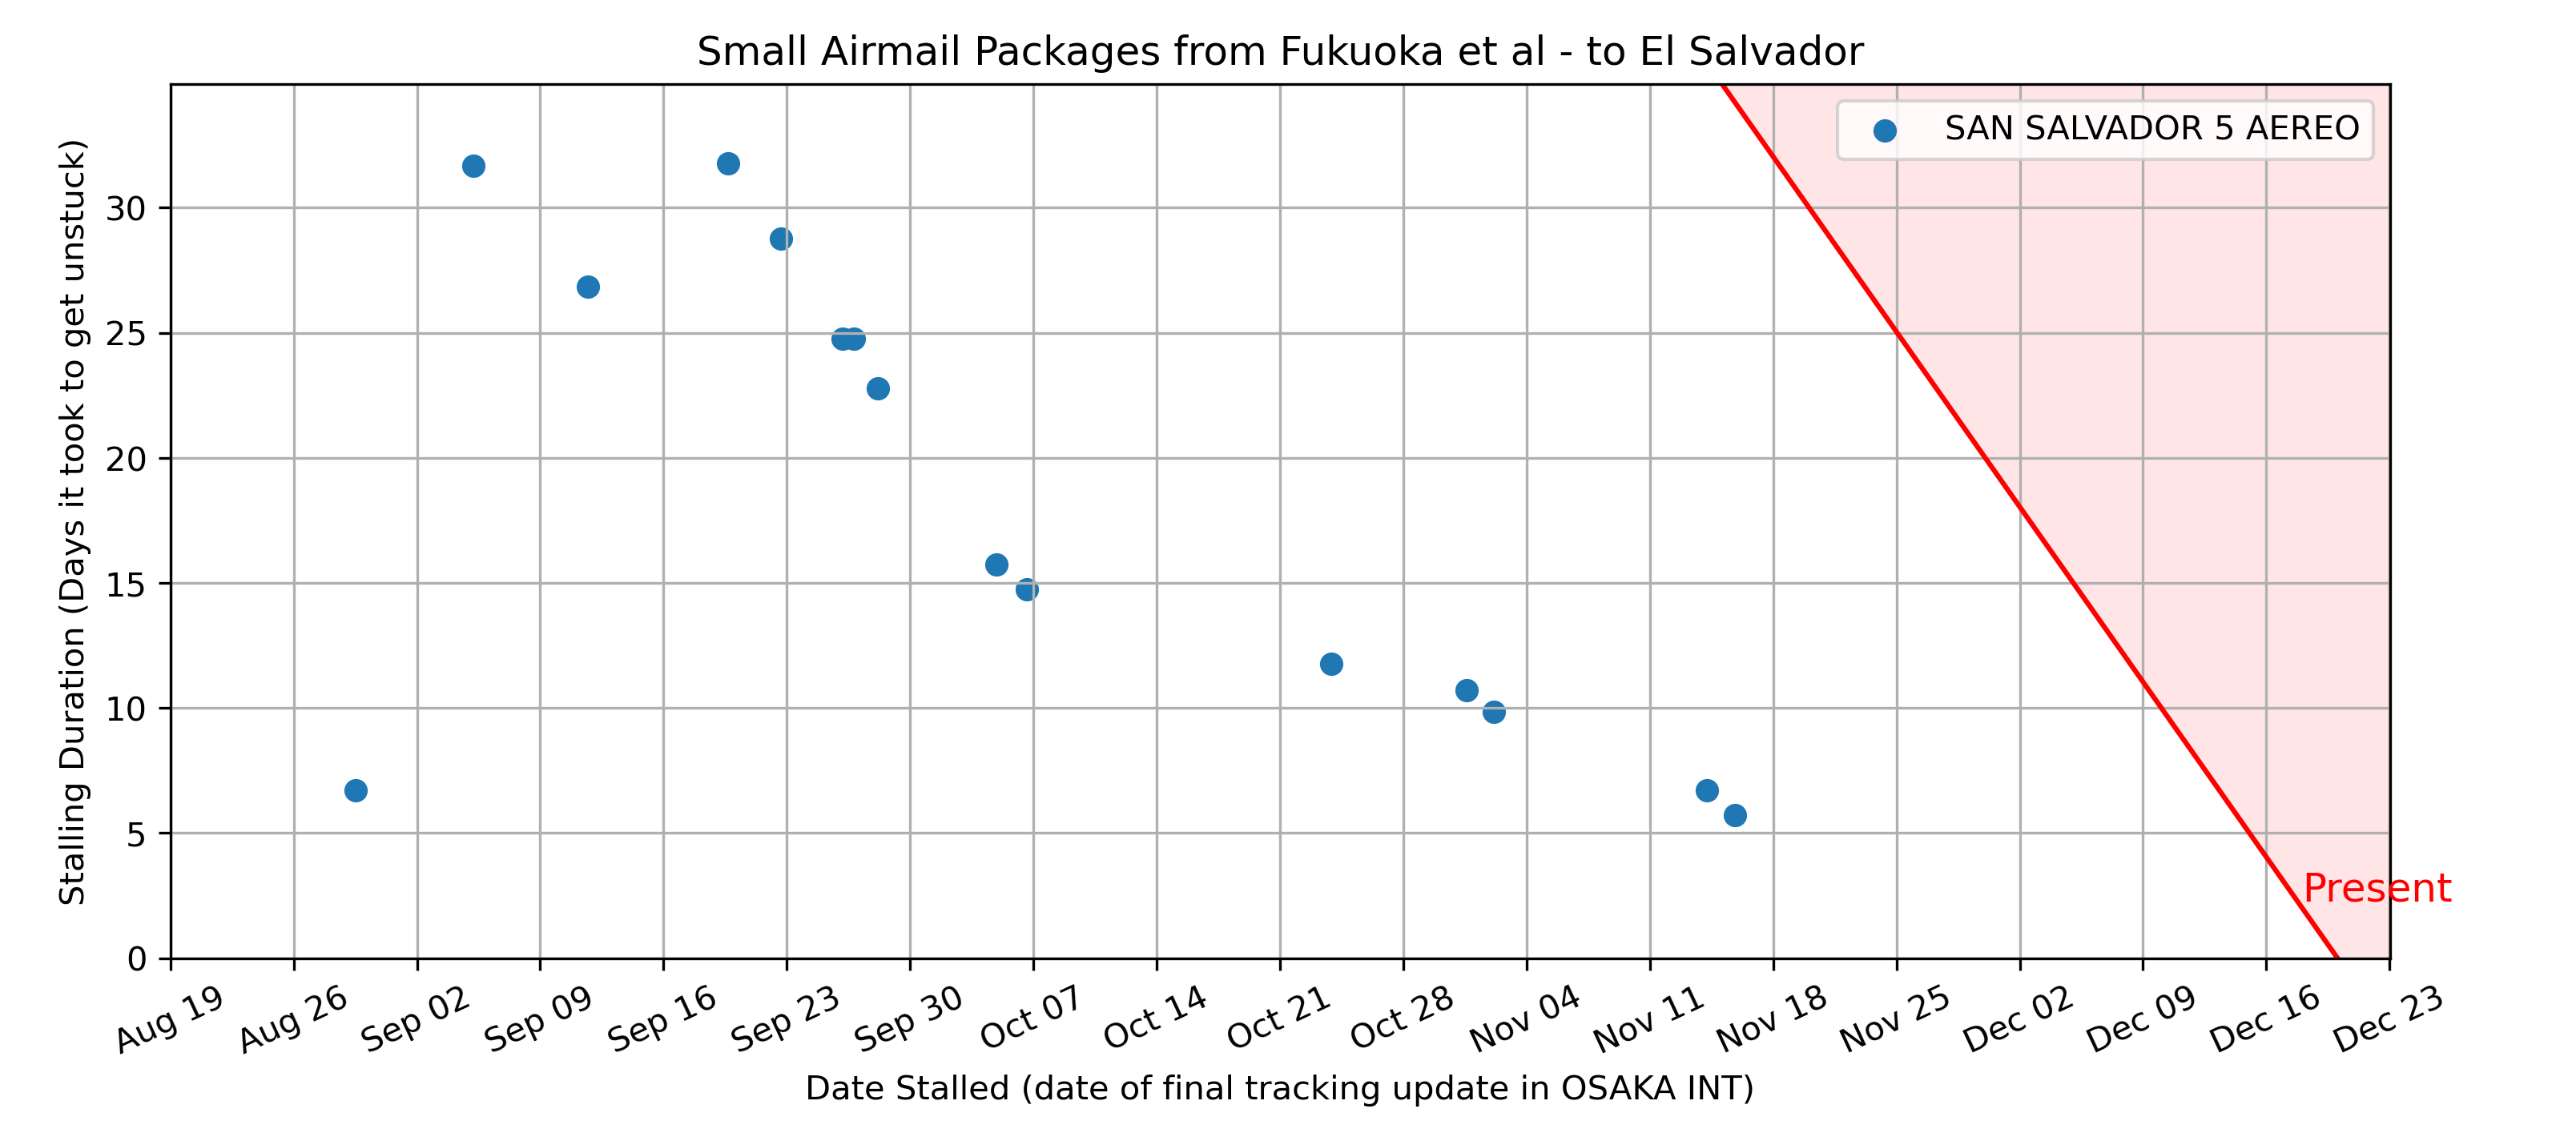 Small Airmail Packages from Fukuoka et al - to El Salvador
SAN SALVADOR 5 AEREO
Stalling Duration (Days it took to get unstuck)
30
25
20
15
10
5
0
Present
Aug 19
Aug 26
Sep 02
Sep 09
Sep 16
Sep 23
Sep 30
Oct 07
Oct 14
Oct 21
Oct 28
Nov 04
Nov 11
Nov 18
Nov 25
Dec 02
Dec 09
Dec 16
Dec 23
Date Stalled (date of final tracking update in OSAKA INT)